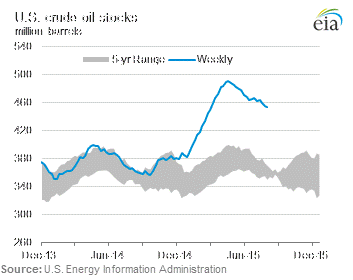 U.S. crude oil stocks
million barrels
eia
540
5-yr Range Weekly
500
460
420
380
340
300
260
Dec-13 Jun-14 Dec-14 Jun-15 Dec-15
Source: U.S. Energy Information Administration